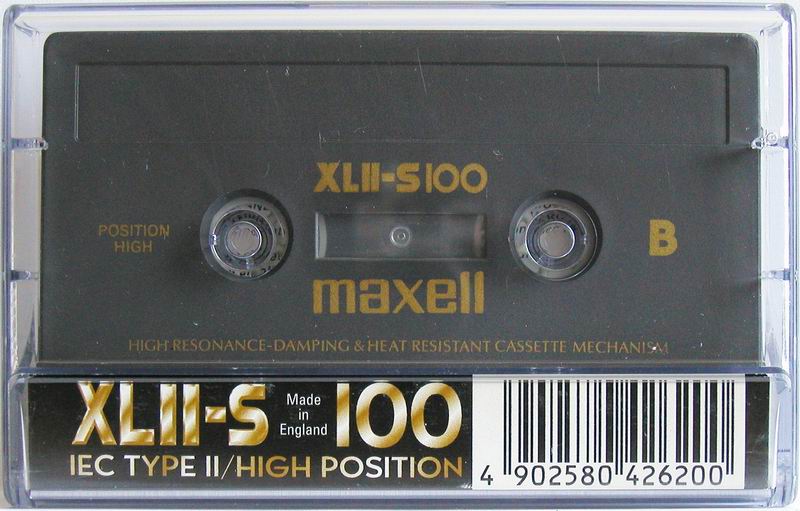 XLII-S 100
POSITION
HIGH
B
maxell
HIGH RESONANCE-DAMPING & HEAT RESISTANT CASSETTE MECHANISM
XLII-S
Made
in
England
100
IEC TYPE II/HIGH POSITION
4 902580 426200